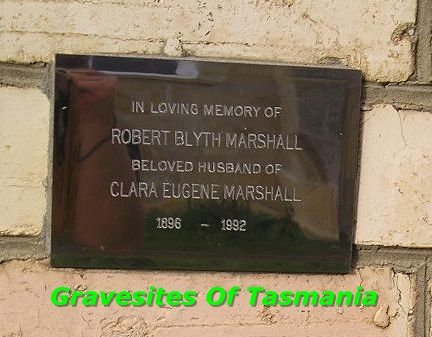 IN LOVING MEMORY OF
ROBERT BLYTH MARSHALL
BELOVED HUSBAND OF
CLARA EUGENE MARSHALL
1896 - 1992
Gravesites Of Tasmania